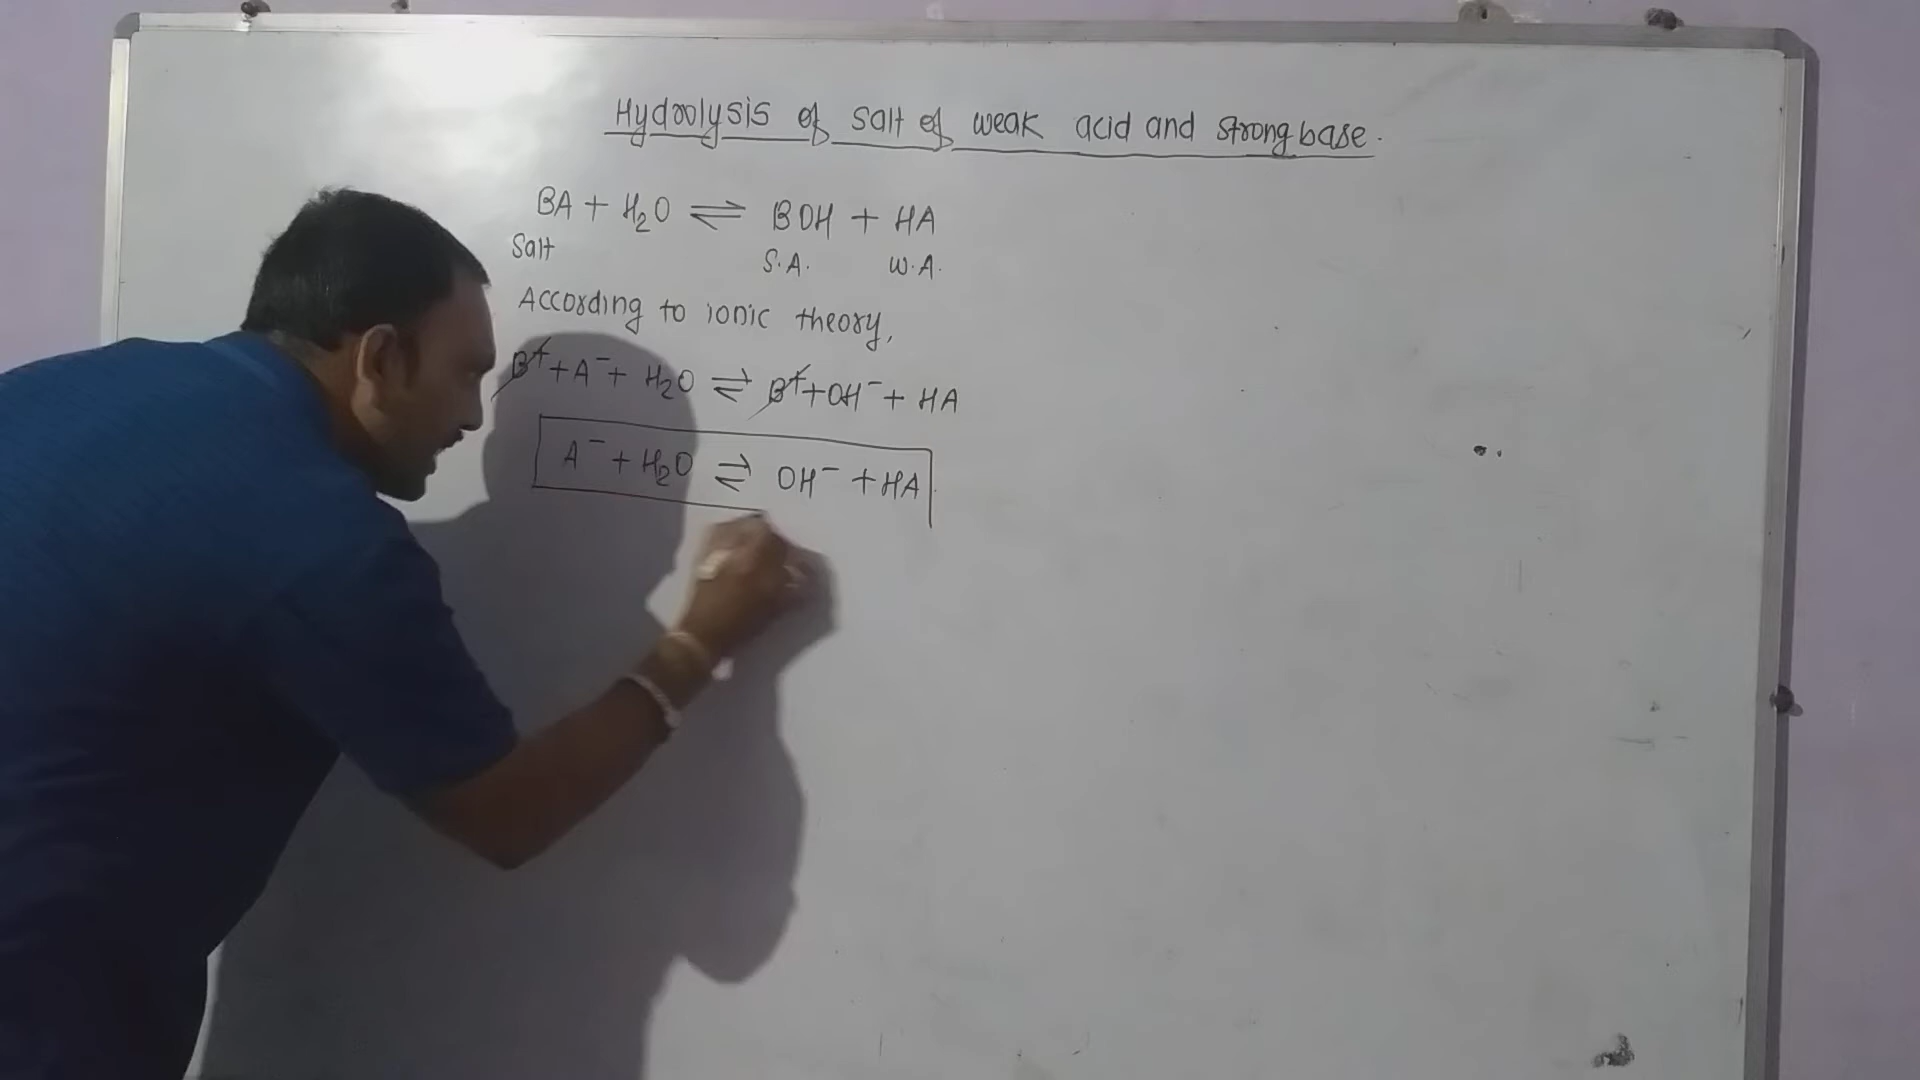 Hydrolysis of salt of weak acid and strong base.
BA + H₂O ⇌ BOH + HA
Salt S.A. W.A.
According to ionic theory,
B⁺ + A⁻ + H₂O ⇌ B⁺ + OH⁻ + HA
A⁻ + H₂O ⇌ OH⁻ + HA